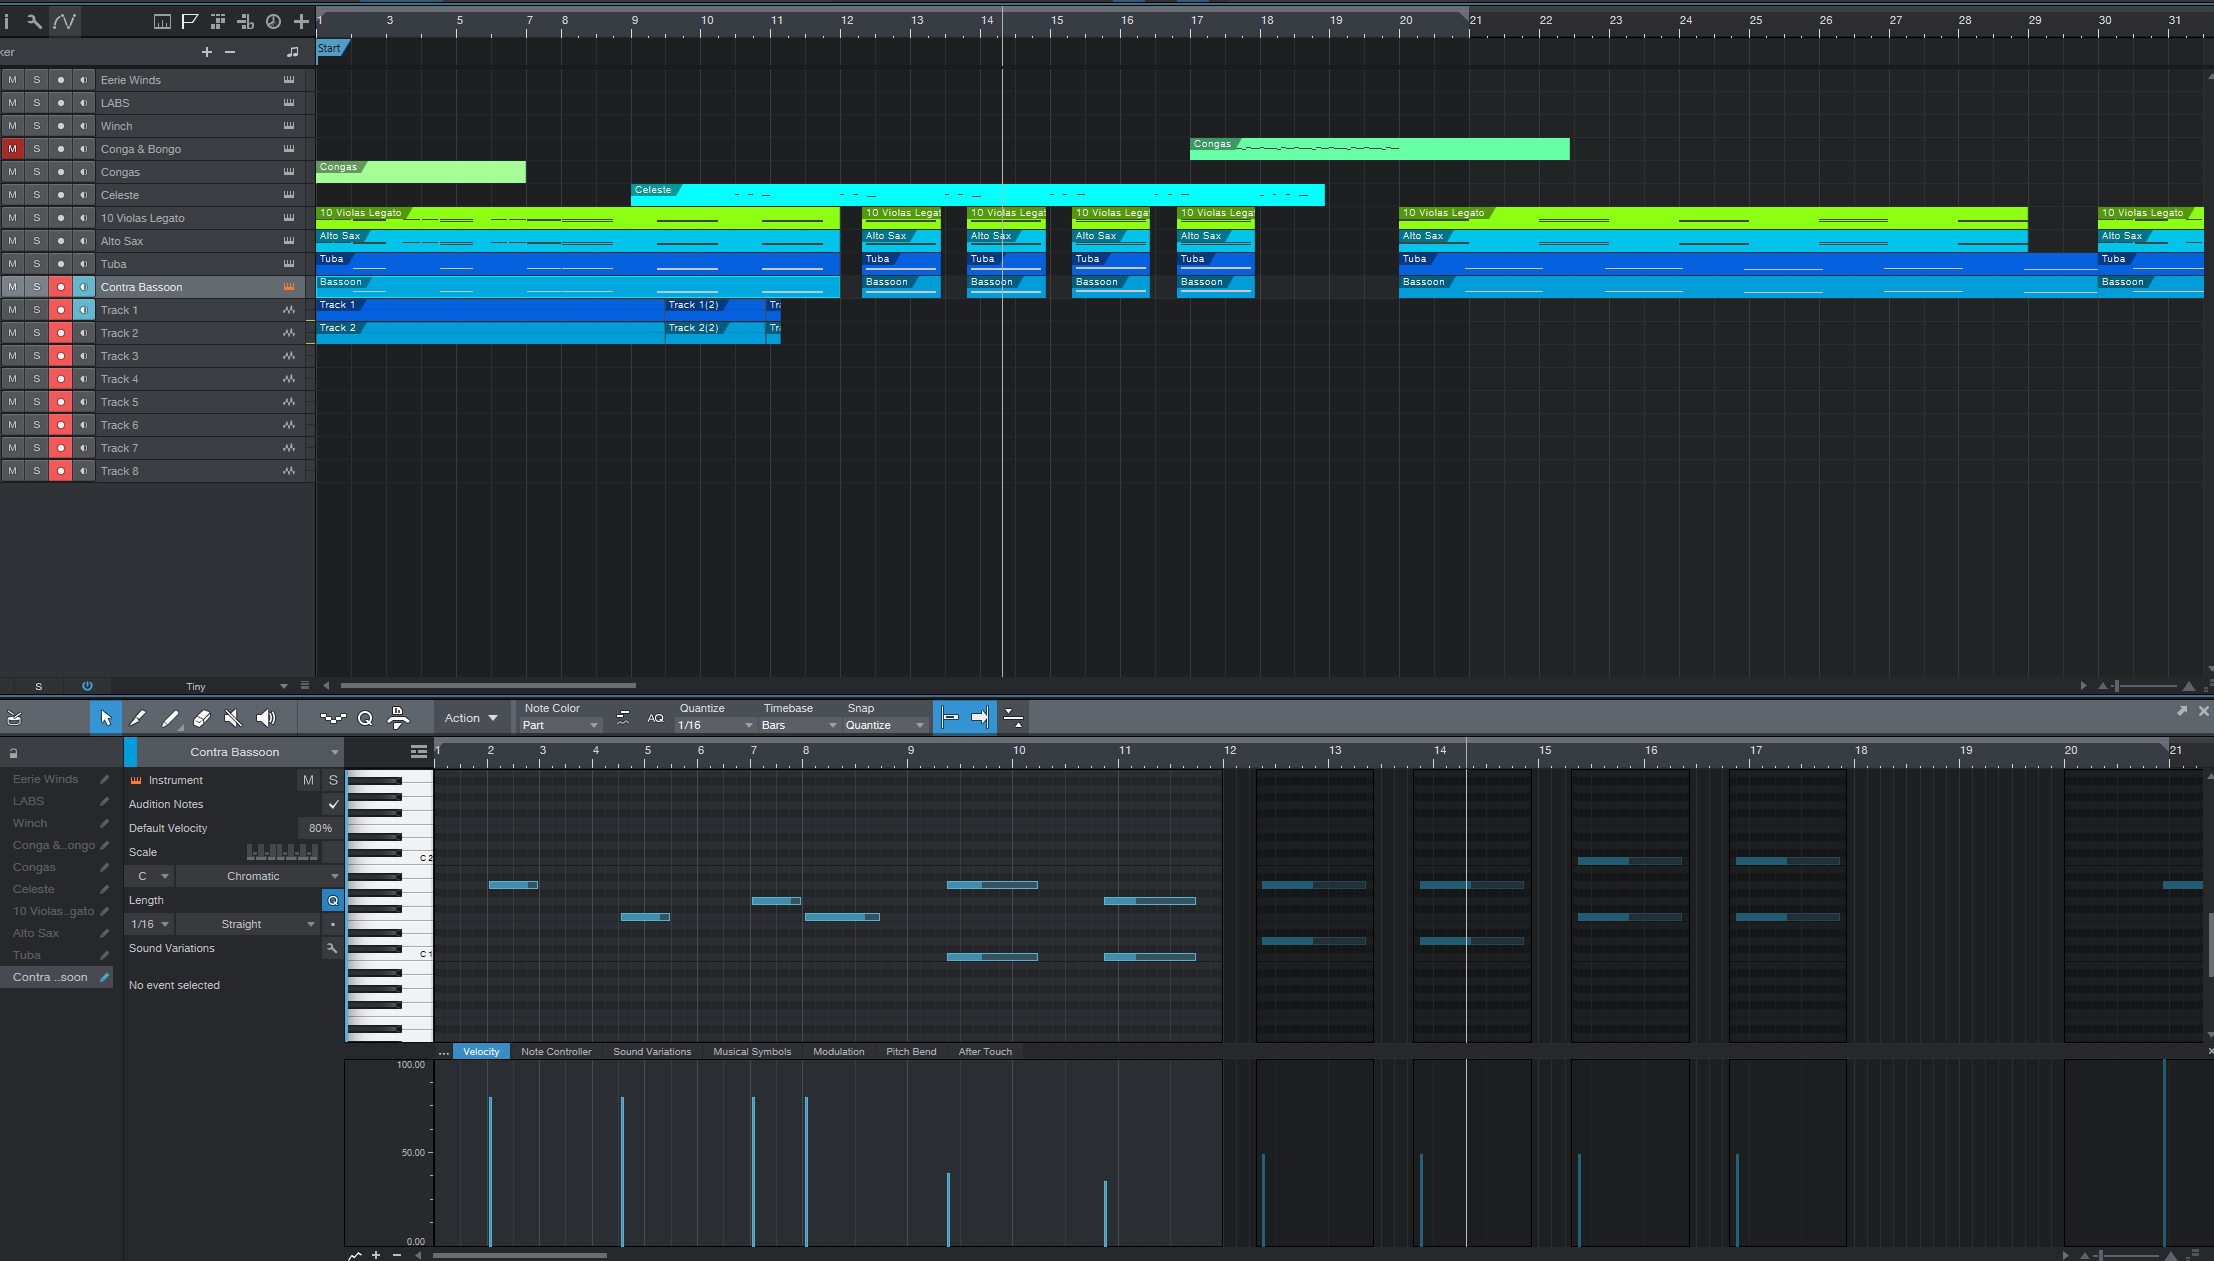 1 3 5 7 8 9 10 11 12 13 14 15 16 17 18 19 20 21 22 23 24 25 26 27 28 29 30 31
ker + − Start
M S Eerie Winds
M S LABS
M S Winch
M S Conga & Bongo
Congas
M S Congas
Congas
M S Celeste
Celeste
M S 10 Violas Legato
10 Violas Legato 10 Violas Legat 10 Violas Legat 10 Violas Legat 10 Violas Legat 10 Violas Legato 10 Violas Legato
M S Alto Sax
Alto Sax Alto Sax Alto Sax Alto Sax Alto Sax Alto Sax Alto Sax
M S Tuba
Tuba Tuba Tuba Tuba Tuba Tuba Tuba
M S Contra Bassoon
Bassoon Bassoon Bassoon Bassoon Bassoon Bassoon Bassoon
M S Track 1
Track 1 Track 1(2) Tra
M S Track 2
Track 2 Track 2(2) Tra
M S Track 3
M S Track 4
M S Track 5
M S Track 6
M S Track 7
M S Track 8
S Tiny
Action
Note Color
Part
AQ
Quantize
1/16
Timebase
Bars
Snap
Quantize
Contra Bassoon
1 2 3 4 5 6 7 8 9 10 11 12 13 14 15 16 17 18 19 20 21
Eerie Winds
LABS
Winch
Conga &..ongo
Congas
Celeste
10 Violas..gato
Alto Sax
Tuba
Contra ..soon
Instrument M S
Audition Notes
Default Velocity 80%
Scale
C Chromatic
Length Q
1/16 Straight
Sound Variations
No event selected
C 2
C 1
... Velocity Note Controller Sound Variations Musical Symbols Modulation Pitch Bend After Touch
100.00
50.00
0.00